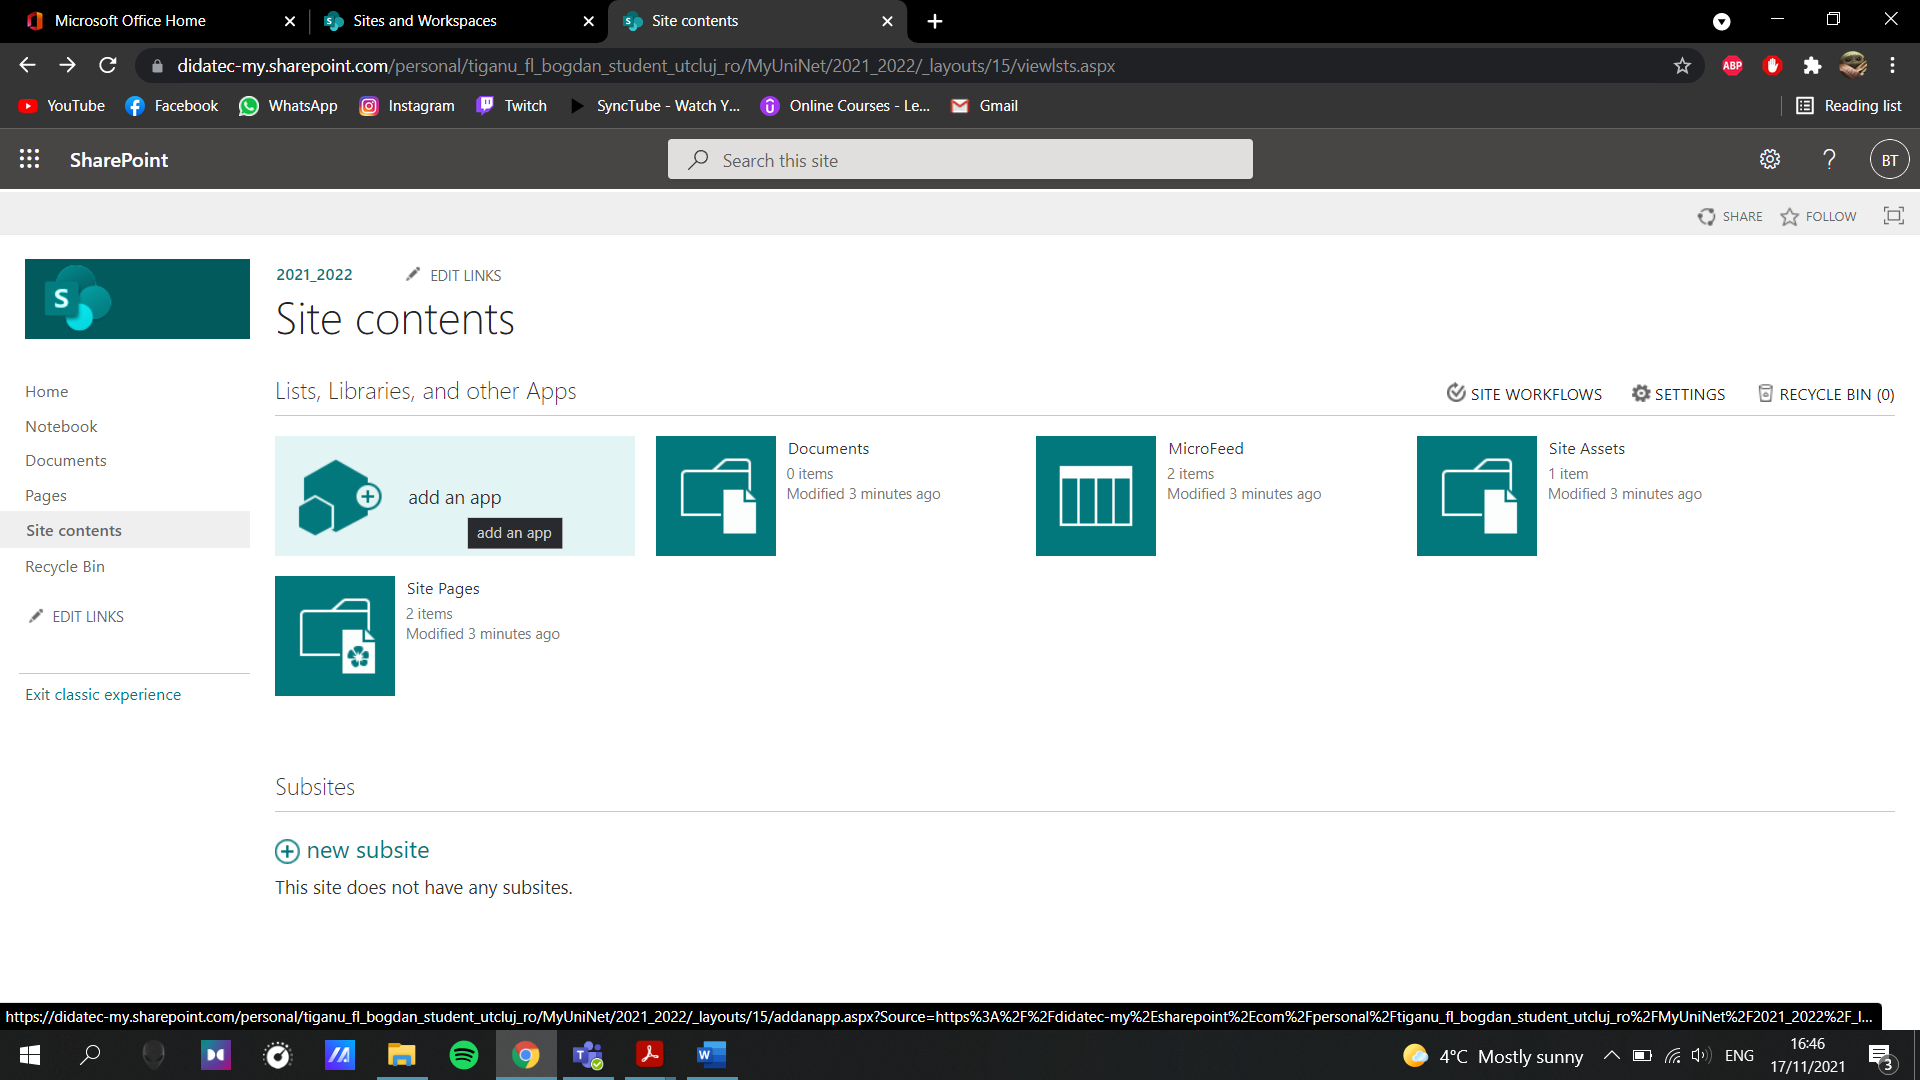 Microsoft Office Home
Sites and Workspaces
Site contents
didatec-my.sharepoint.com/personal/tiganu_fl_bogdan_student_utcluj_ro/MyUniNet/2021_2022/_layouts/15/viewlsts.aspx
ABP
YouTube
Facebook
WhatsApp
Instagram
Twitch
SyncTube - Watch Y...
Online Courses - Le...
Gmail
Reading list
SharePoint
Search this site
?
BT
SHARE
FOLLOW
S
2021_2022
EDIT LINKS
Site contents
Home
Notebook
Documents
Pages
Site contents
Recycle Bin
EDIT LINKS
Exit classic experience
Lists, Libraries, and other Apps
SITE WORKFLOWS
SETTINGS
RECYCLE BIN (0)
add an app
add an app
Documents
0 items
Modified 3 minutes ago
MicroFeed
2 items
Modified 3 minutes ago
Site Assets
1 item
Modified 3 minutes ago
Site Pages
2 items
Modified 3 minutes ago
Subsites
new subsite
This site does not have any subsites.
https://didatec-my.sharepoint.com/personal/tiganu_fl_bogdan_student_utcluj_ro/MyUniNet/2021_2022/_layouts/15/addanapp.aspx?Source=https%3A%2F%2Fdidatec-my%2Esharepoint%2Ecom%2Fpersonal%2Ftiganu_fl_bogdan_student_utcluj_ro%2FMyUniNet%2F2021_2022%2F_l...
4°C Mostly sunny
ENG
16:46
17/11/2021
3